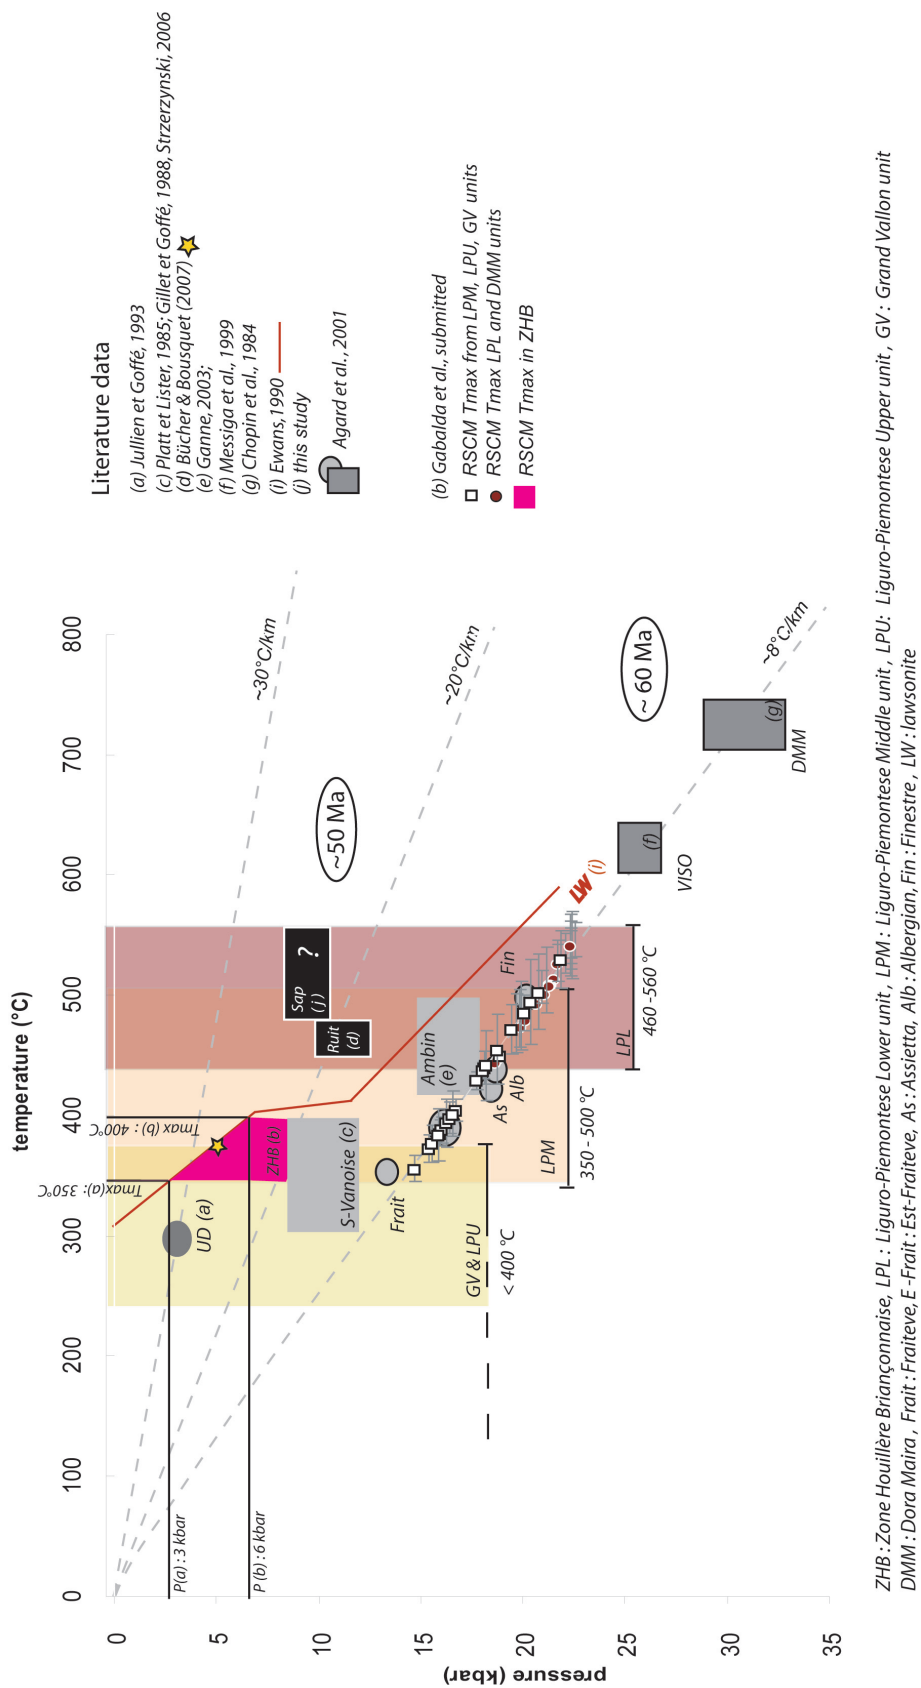 temperature (°C)
0
100
200
300
400
500
600
700
800
pressure (kbar)
0
5
10
15
20
25
30
35
P(a) : 3 kbar
P (b) : 6 kbar
Tmax(a): 350°C
Tmax (b) : 400°C
~30°C/km
~20°C/km
~8°C/km
~50 Ma
~ 60 Ma
UD (a)
ZHB (b)
S-Vanoise (c)
Frait
Ruit
(d)
Sap
(j)
?
Ambin
(e)
As
Alb
Fin
LW (i)
VISO
(f)
DMM
(g)
GV & LPU
< 400 °C
LPM
350 - 500 °C
LPL
460 -560 °C
Literature data
(a) Jullien et Goffé, 1993
(c) Platt et Lister, 1985; Gillet et Goffé, 1988, Strzerzynski, 2006
(d) Bücher & Bousquet (2007)
(e) Ganne, 2003;
(f) Messiga et al., 1999
(g) Chopin et al., 1984
(i) Ewans,1990
(j) this study
Agard et al., 2001
(b) Gabalda et al., submitted
RSCM Tmax from LPM, LPU, GV units
RSCM Tmax LPL and DMM units
RSCM Tmax in ZHB
ZHB : Zone Houillère Briançonnaise, LPL : Liguro-Piemontese Lower unit , LPM : Liguro-Piemontese Middle unit , LPU: Liguro-Piemontese Upper unit , GV : Grand Vallon unit
DMM : Dora Maira , Frait : Fraiteve, E -Frait : Est-Fraiteve, As : Assietta, Alb : Albergian, Fin : Finestre , LW : lawsonite